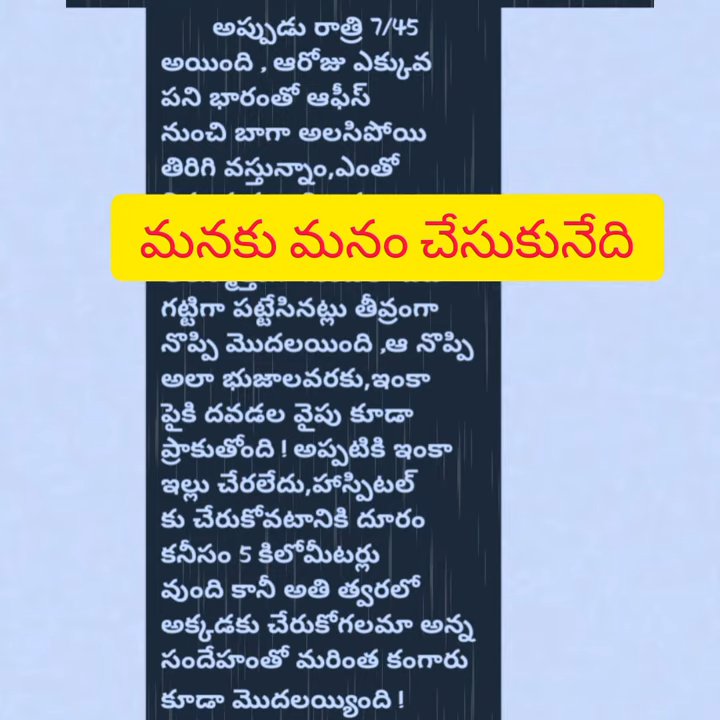 అప్పుడు రాత్రి 7/45
అయింది , ఆరోజు ఎక్కువ
పని భారంతో ఆఫీస్
నుంచి బాగా అలసిపోయి
తిరిగి వస్తున్నాం,ఎంతో
మనకు మనం చేసుకునేది
గట్టిగా పట్టేసినట్లు తీవ్రంగా
నొప్పి మొదలయింది ,ఆ నొప్పి
అలా భుజాలవరకు,ఇంకా
పైకి దవడల వైపు కూడా
ప్రాకుతోంది ! అప్పటికి ఇంకా
ఇల్లు చేరలేదు,హాస్పిటల్
కు చేరుకోవటానికి దూరం
కనీసం 5 కిలోమీటర్లు
వుంది కానీ అతి త్వరలో
అక్కడకు చేరుకోగలమా అన్న
సందేహంతో మరింత కంగారు
కూడా మొదలయ్యింది !